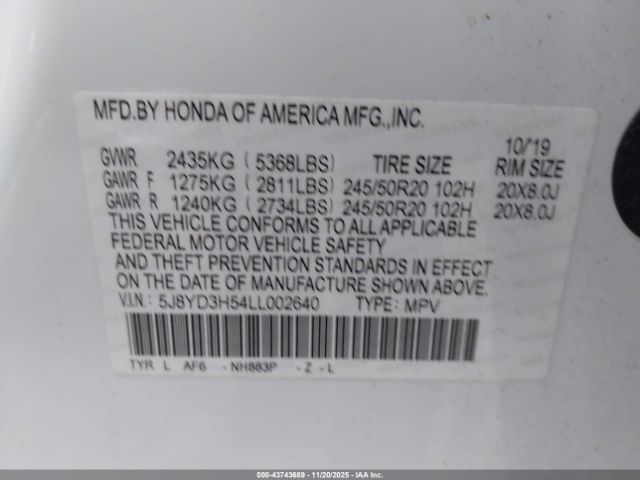 MFD.BY HONDA OF AMERICA MFG.,INC.
10/19
GVWR 2435KG ( 5368LBS) TIRE SIZE RIM SIZE
GAWR F 1275KG ( 2811LBS) 245/50R20 102H 20X8.0J
GAWR R 1240KG ( 2734LBS) 245/50R20 102H 20X8.0J
THIS VEHICLE CONFORMS TO ALL APPLICABLE
FEDERAL MOTOR VEHICLE SAFETY
AND THEFT PREVENTION STANDARDS IN EFFECT
ON THE DATE OF MANUFACTURE SHOWN ABOVE.
V.I.N: 5J8YD3H54LL002640 TYPE: MPV
TYR L AF6 - NH883P - Z - L
000-43743689 - 11/20/2025 - IAAI.COM - COPART